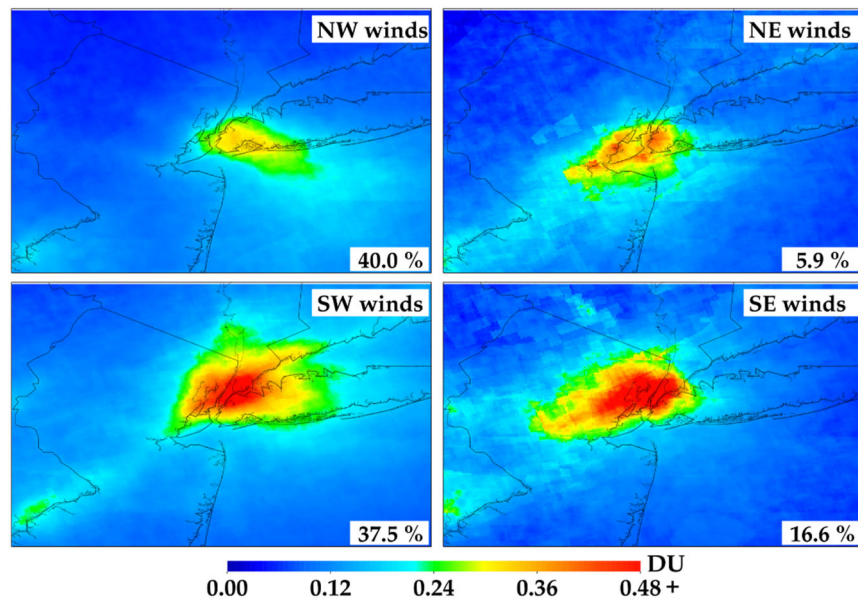 NW winds
NE winds
40.0 %
5.9 %
SW winds
SE winds
37.5 %
16.6 %
DU
0.00 0.12 0.24 0.36 0.48 +